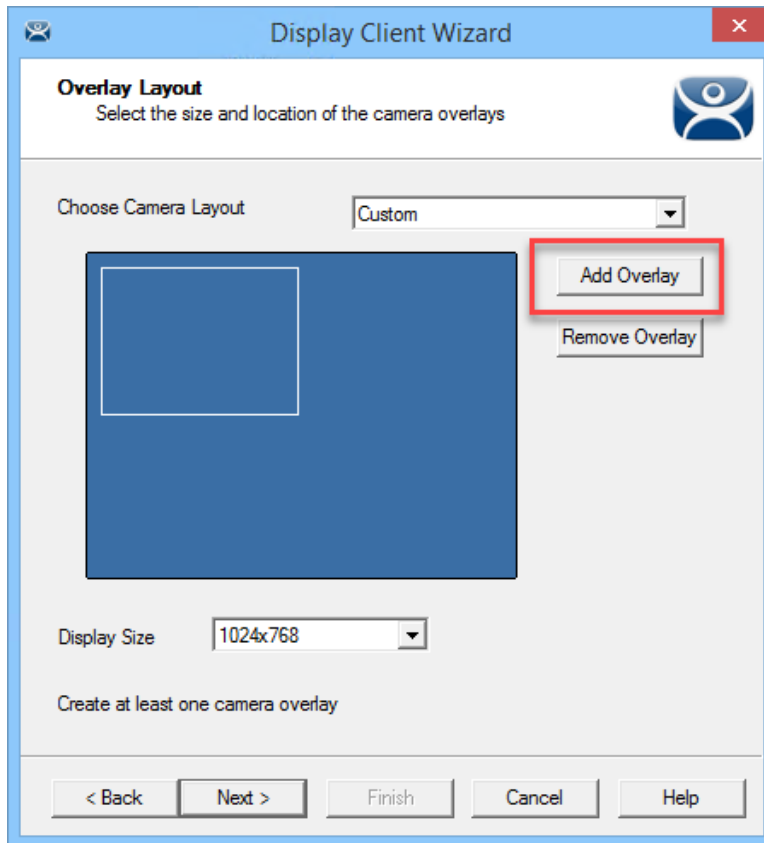 Display Client Wizard
Overlay Layout
Select the size and location of the camera overlays
Choose Camera Layout
Custom
Add Overlay
Remove Overlay
Display Size
1024x768
Create at least one camera overlay
< Back
Next >
Finish
Cancel
Help